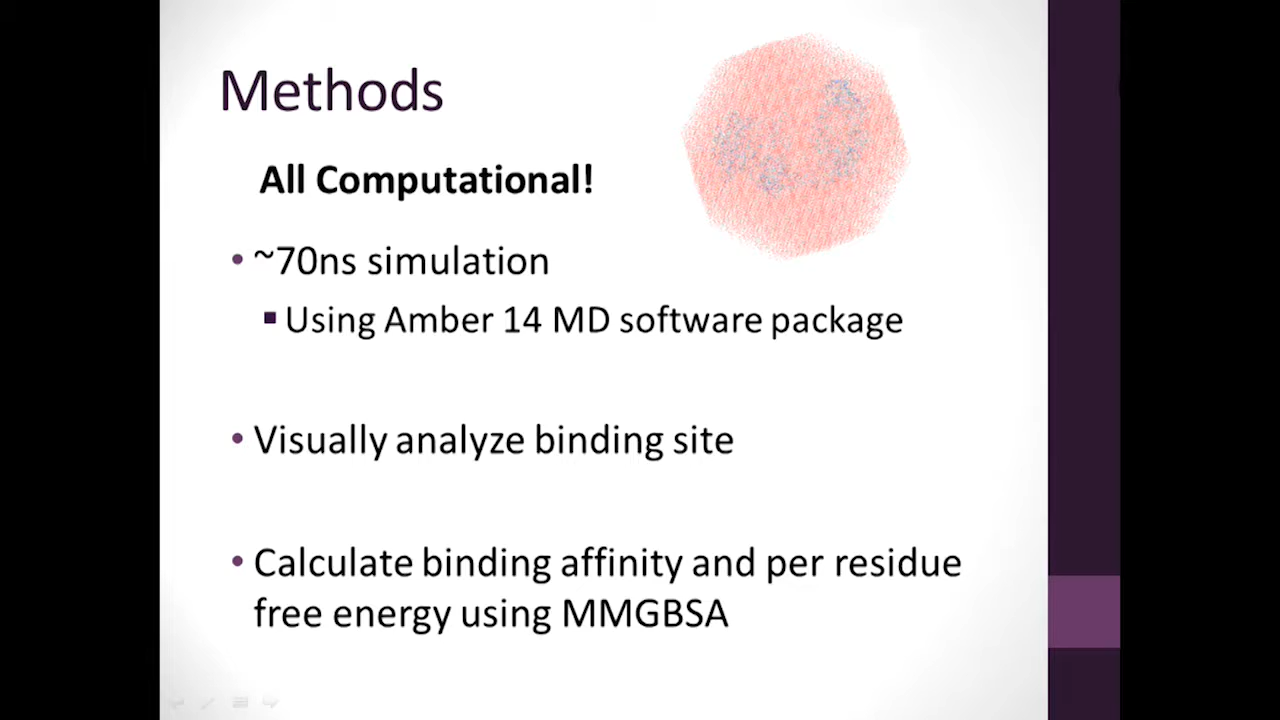 Methods
All Computational!
• ~70ns simulation
▪ Using Amber 14 MD software package
• Visually analyze binding site
• Calculate binding affinity and per residue
free energy using MMGBSA